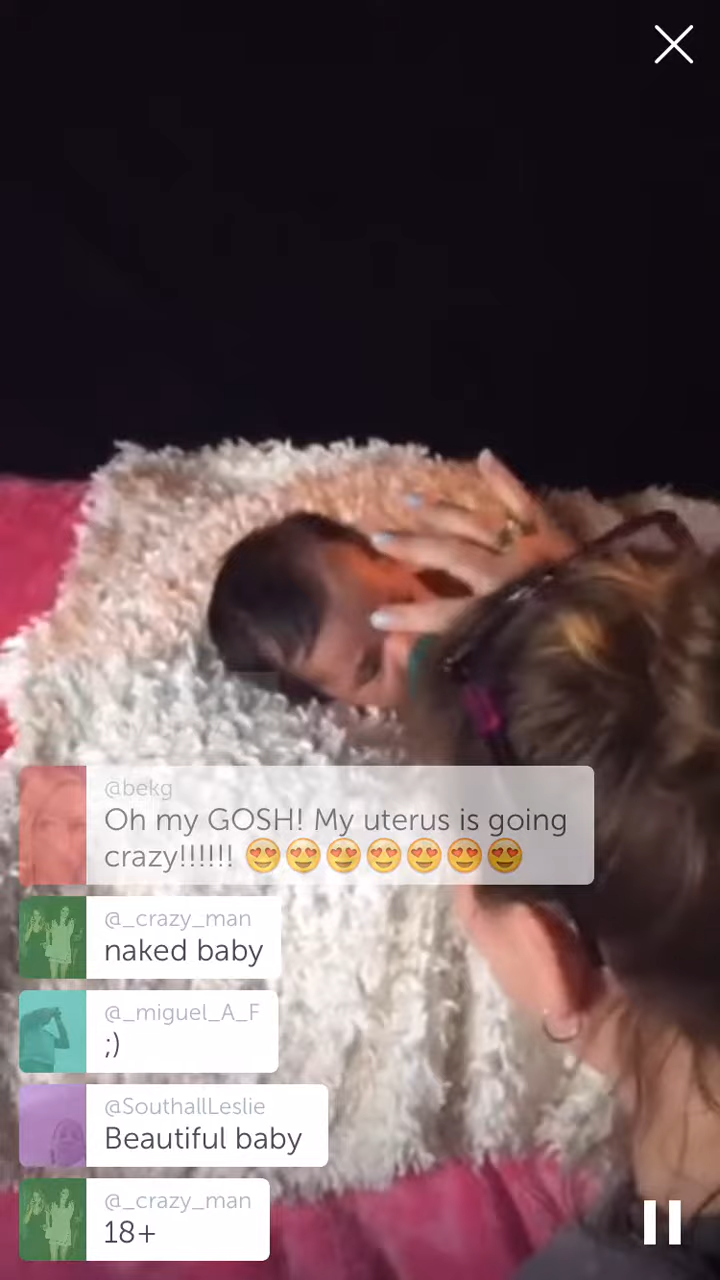 @bekg
Oh my GOSH! My uterus is going
crazy!!!!!! 😍😍😍😍😍😍😍
@_crazy_man
naked baby
@_miguel_A_F
;)
@SouthallLeslie
Beautiful baby
@_crazy_man
18+